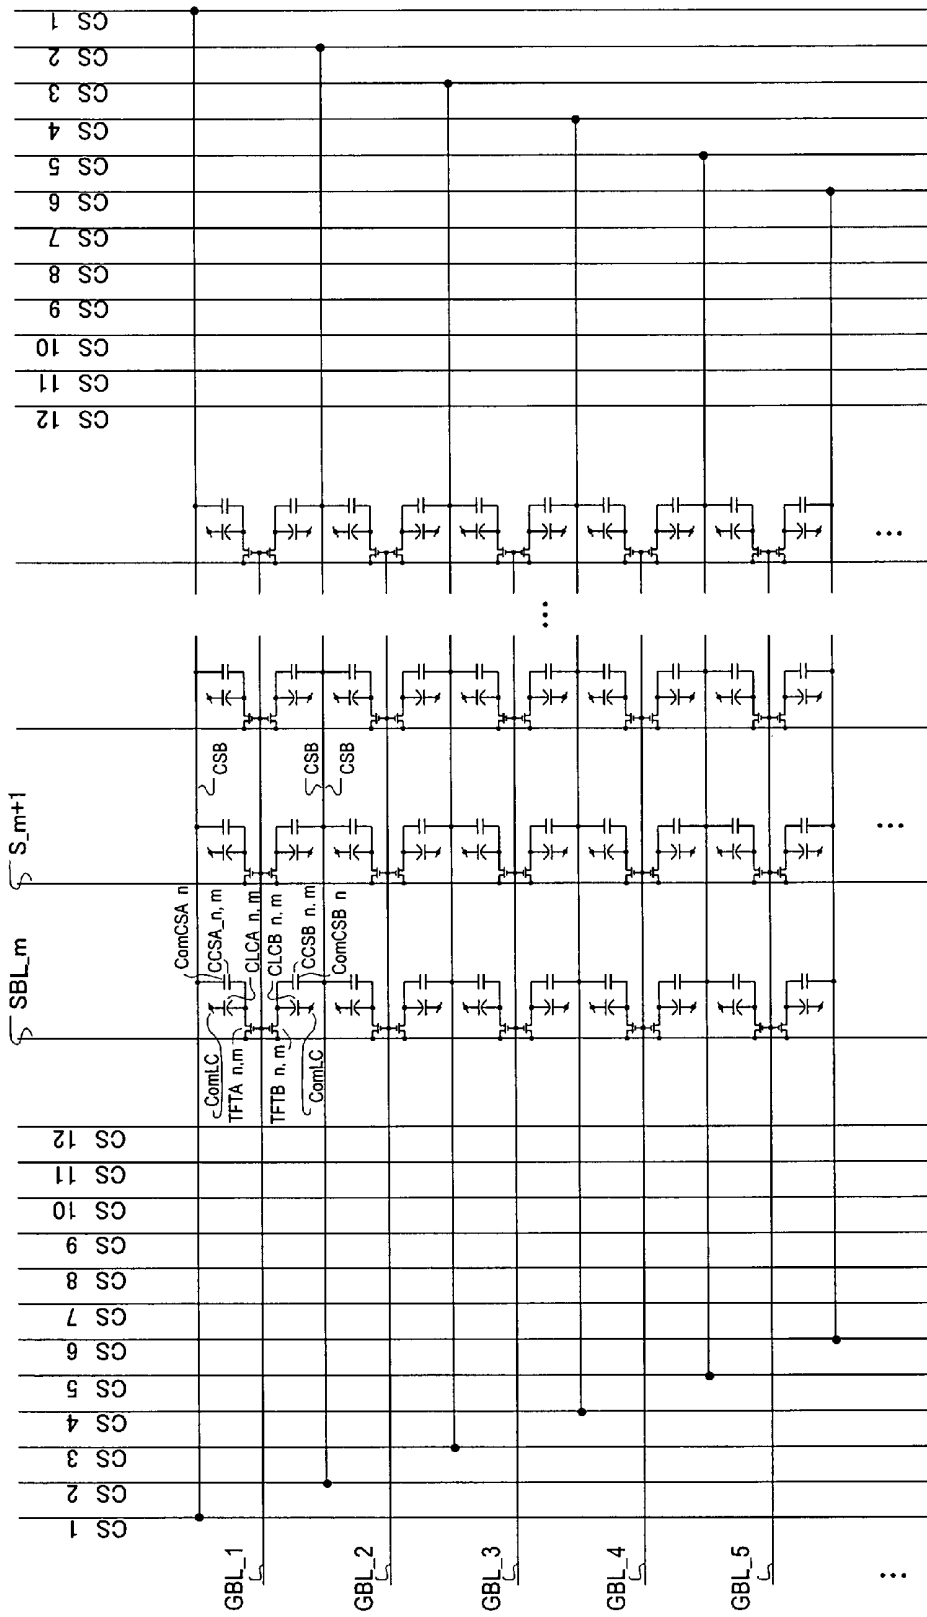 CS 1
CS 2
CS 3
CS 4
CS 5
CS 6
CS 7
CS 8
CS 9
CS 10
CS 11
CS 12
...
...
CSB
CSB
CSB
S_m+1
...
SBL_m
ComCSA n
CCSA_n, m
CLCA n, m
CLCB n, m
CCSB n, m
ComCSB n
ComLC
TFTA n,m
TFTB n, m
ComLC
CS 12
CS 11
CS 10
CS 9
CS 8
CS 7
CS 6
CS 5
CS 4
CS 3
CS 2
CS 1
GBL_1
GBL_2
GBL_3
GBL_4
GBL_5
...